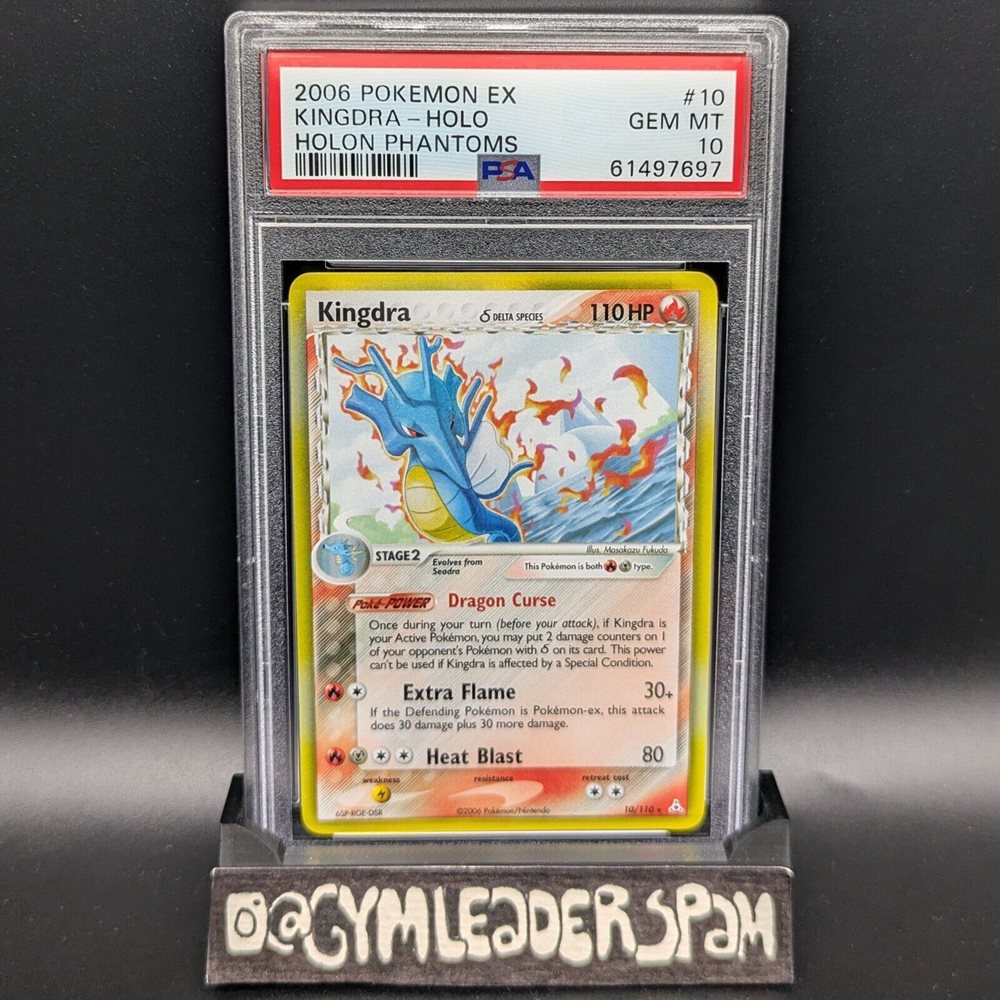 2006 POKEMON EX #10
KINGDRA - HOLO GEM MT
HOLON PHANTOMS 10
PSA 61497697
Kingdra δ DELTA SPECIES 110 HP
Illus. Masakazu Fukuda
STAGE 2 Evolves from
Seadra
This Pokémon is both type.
Poké-POWER Dragon Curse
Once during your turn (before your attack), if Kingdra is
your Active Pokémon, you may put 2 damage counters on 1
of your opponent's Pokémon with δ on its card. This power
can't be used if Kingdra is affected by a Special Condition.
Extra Flame 30+
If the Defending Pokémon is Pokémon-ex, this attack
does 30 damage plus 30 more damage.
Heat Blast 80
weakness resistance retreat cost
6SP-RGE-DSR ©2006 Pokémon/Nintendo 10/110 ★
@GYMLEADERSPAM